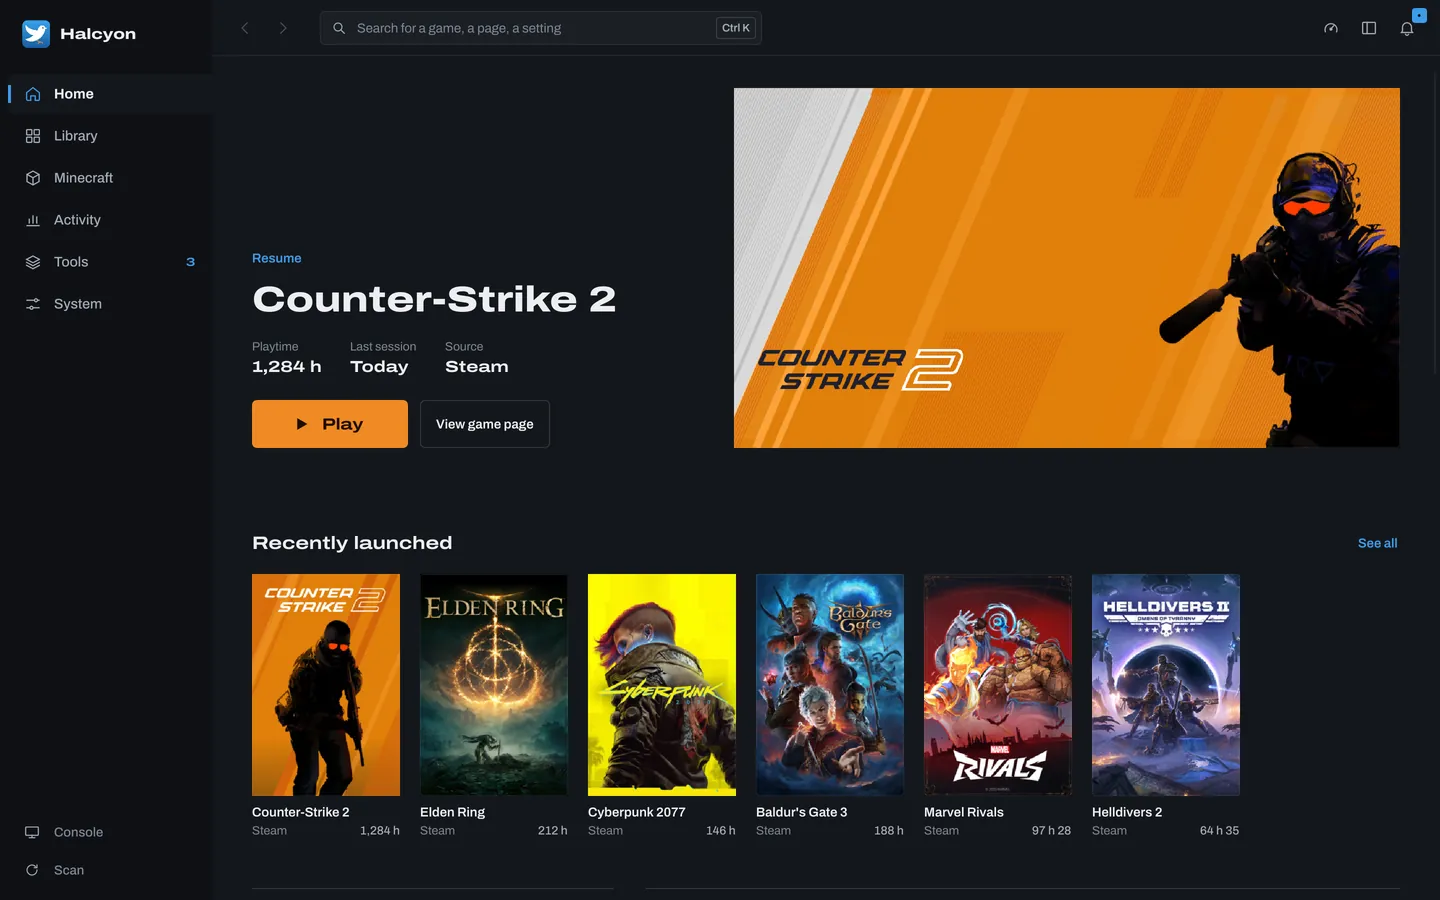 Halcyon
Search for a game, a page, a setting
Ctrl K
Home
Library
Minecraft
Activity
Tools
3
System
Console
Scan
Resume
Counter-Strike 2
Playtime
Last session
Source
1,284 h
Today
Steam
Play
View game page
COUNTER
STRIKE 2
Recently launched
See all
COUNTER
STRIKE 2
ELDEN RING
Cyberpunk
Baldur's
Gate
MARVEL
RIVALS
HELLDIVERS II
OMENS OF TYRANNY
Counter-Strike 2
Steam
1,284 h
Elden Ring
Steam
212 h
Cyberpunk 2077
Steam
146 h
Baldur's Gate 3
Steam
188 h
Marvel Rivals
Steam
97 h 28
Helldivers 2
Steam
64 h 35